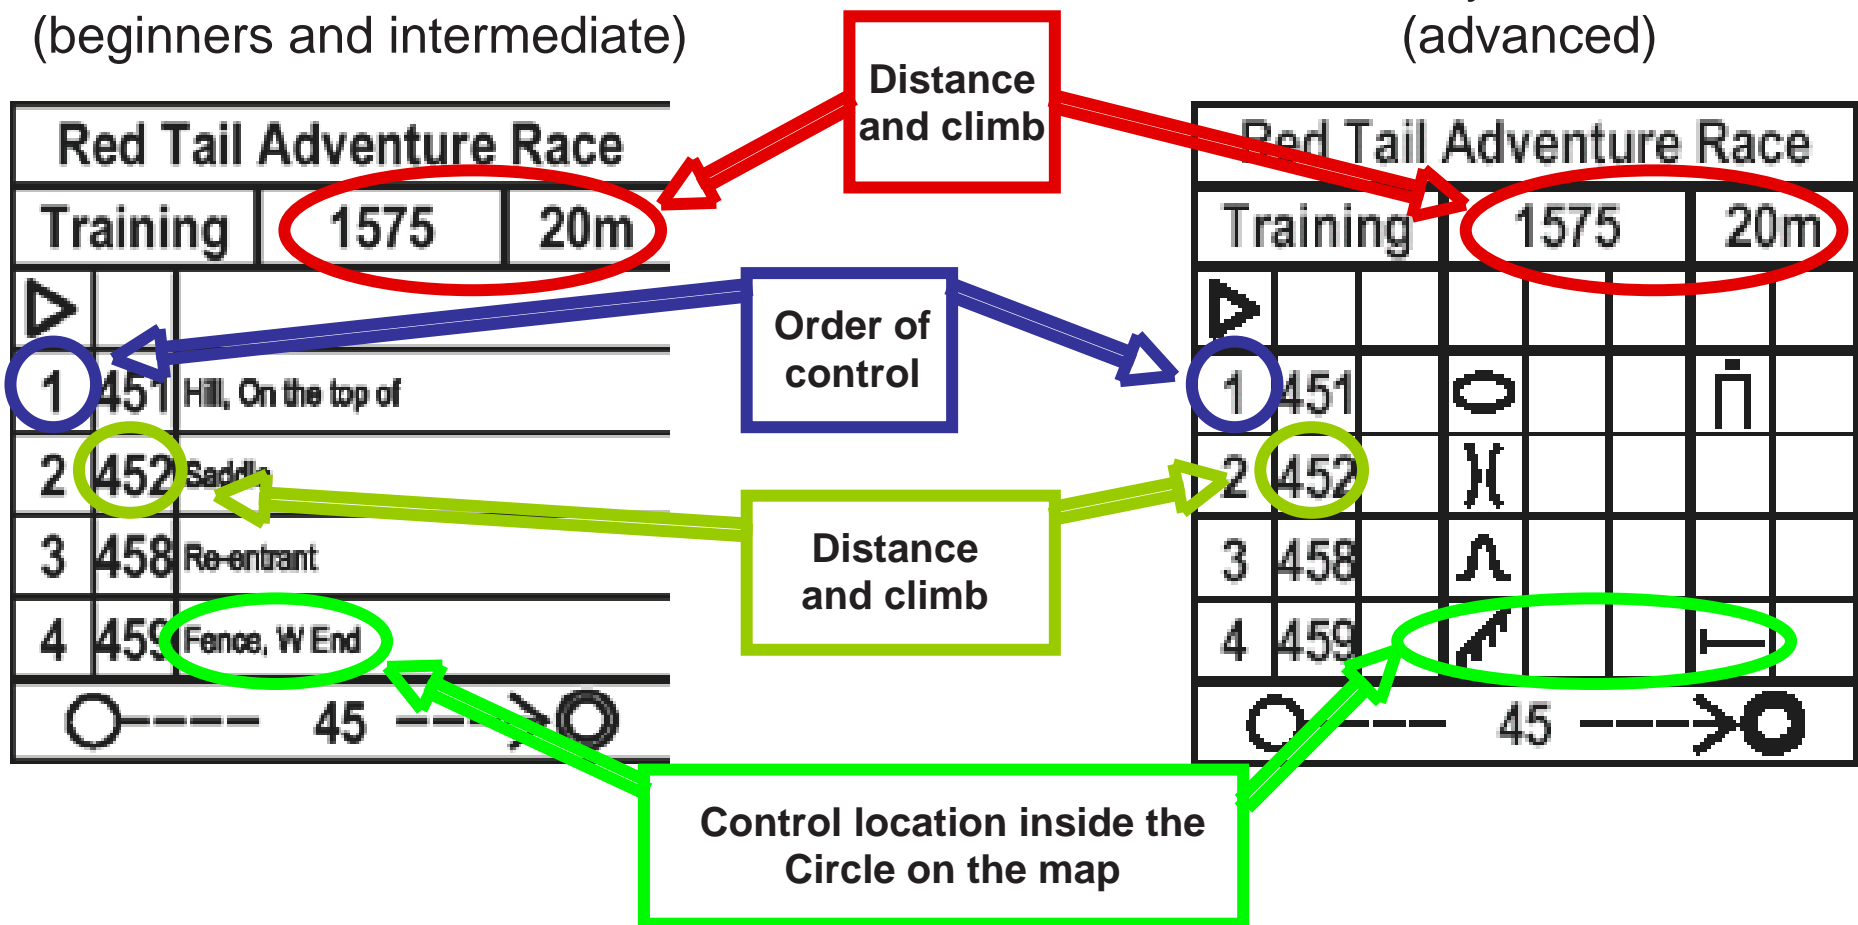 (beginners and intermediate)
(advanced)
Distance
and climb
Red Tail Adventure Race
Training 1575 20m
1 451 Hill, On the top of
2 452 Saddle
3 458 Re-entrant
4 459 Fence, W End
45
Order of
control
Distance
and climb
Control location inside the
Circle on the map
Red Tail Adventure Race
Training 1575 20m
1 451
2 452
3 458
4 459
45